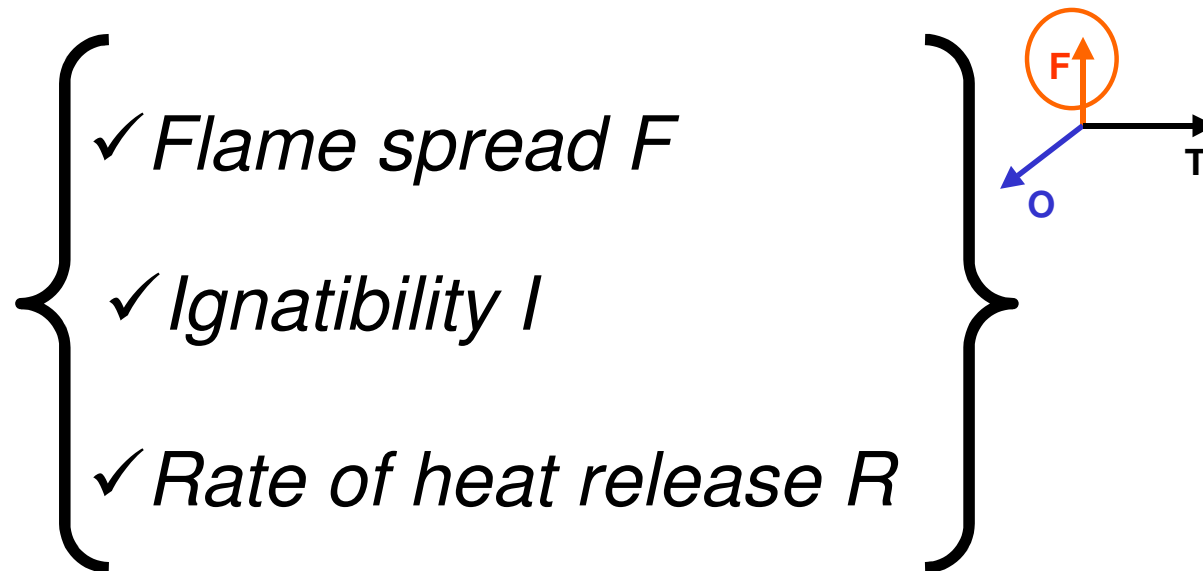 F
✓Flame spread F
T
O
✓Ignatibility I
✓Rate of heat release R